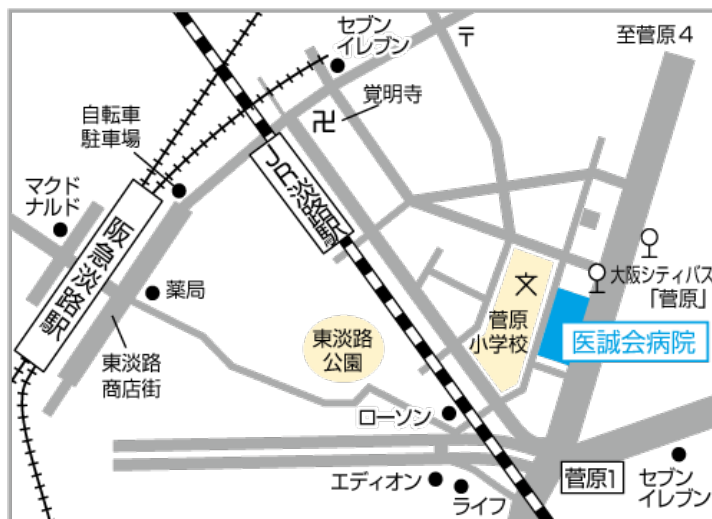 セブン
イレブン
〒
至菅原4
覚明寺
卍
自転車
駐車場
JR淡路駅
マクド
ナルド
阪急淡路駅
薬局
大阪シティバス
「菅原」
文
菅原
小学校
医誠会病院
東淡路
公園
東淡路
商店街
ローソン
エディオン
ライフ
菅原1
セブン
イレブン